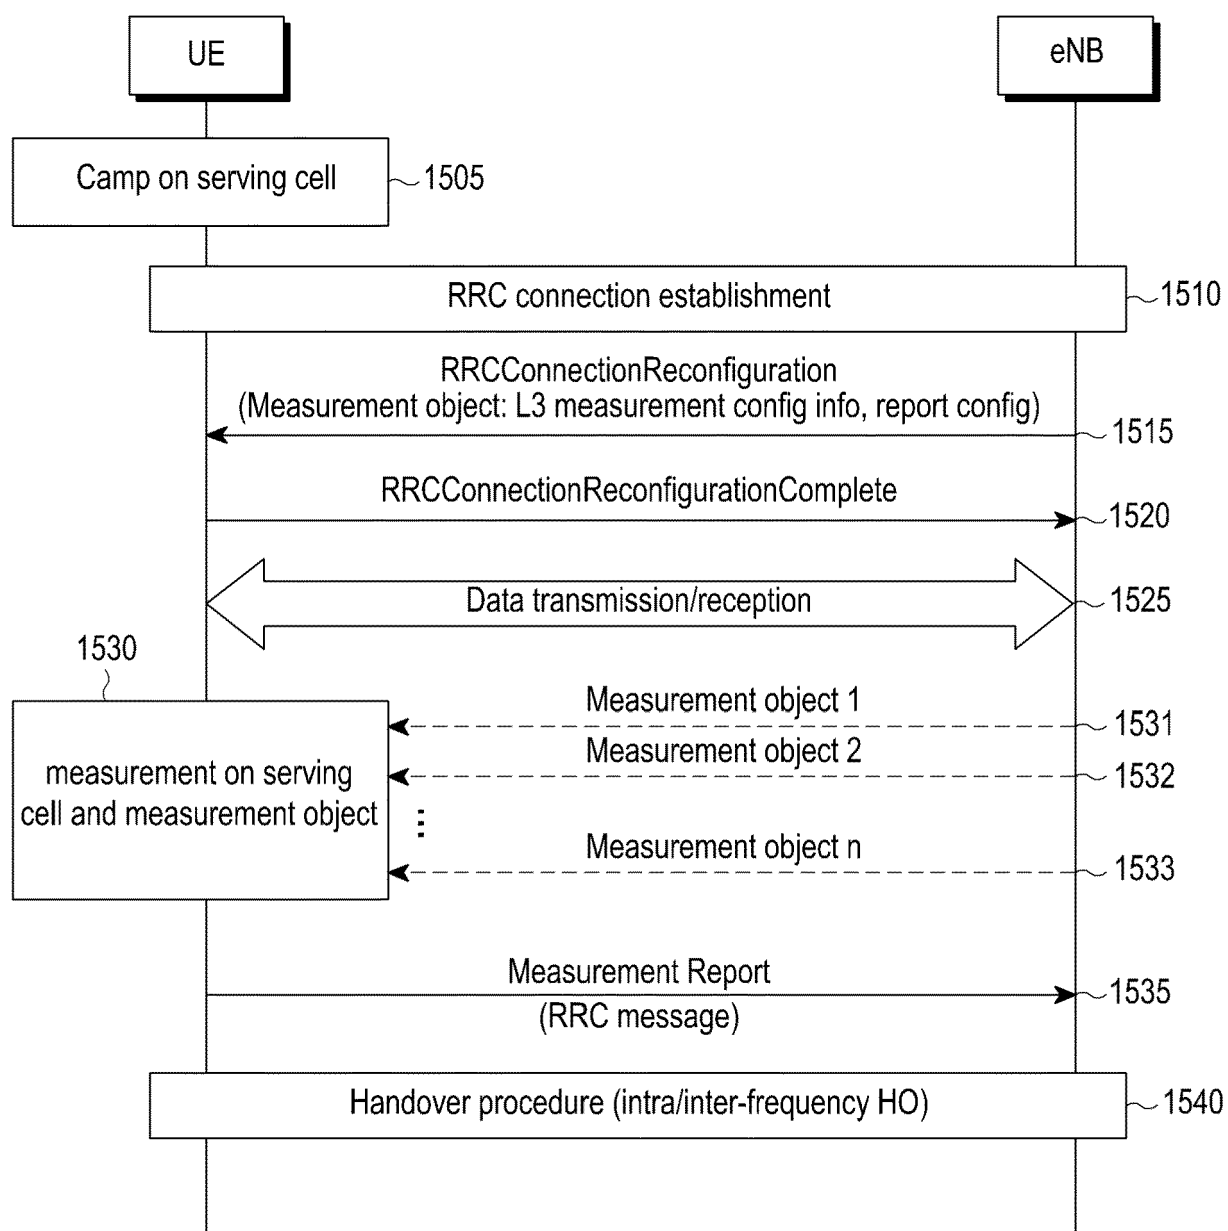 UE
eNB
Camp on serving cell
1505
RRC connection establishment
1510
RRCConnectionReconfiguration
(Measurement object: L3 measurement config info, report config)
1515
RRCConnectionReconfigurationComplete
1520
Data transmission/reception
1525
1530
Measurement object 1
1531
Measurement object 2
1532
measurement on serving
cell and measurement object
⋮
Measurement object n
1533
Measurement Report
1535
(RRC message)
Handover procedure (intra/inter-frequency HO)
1540